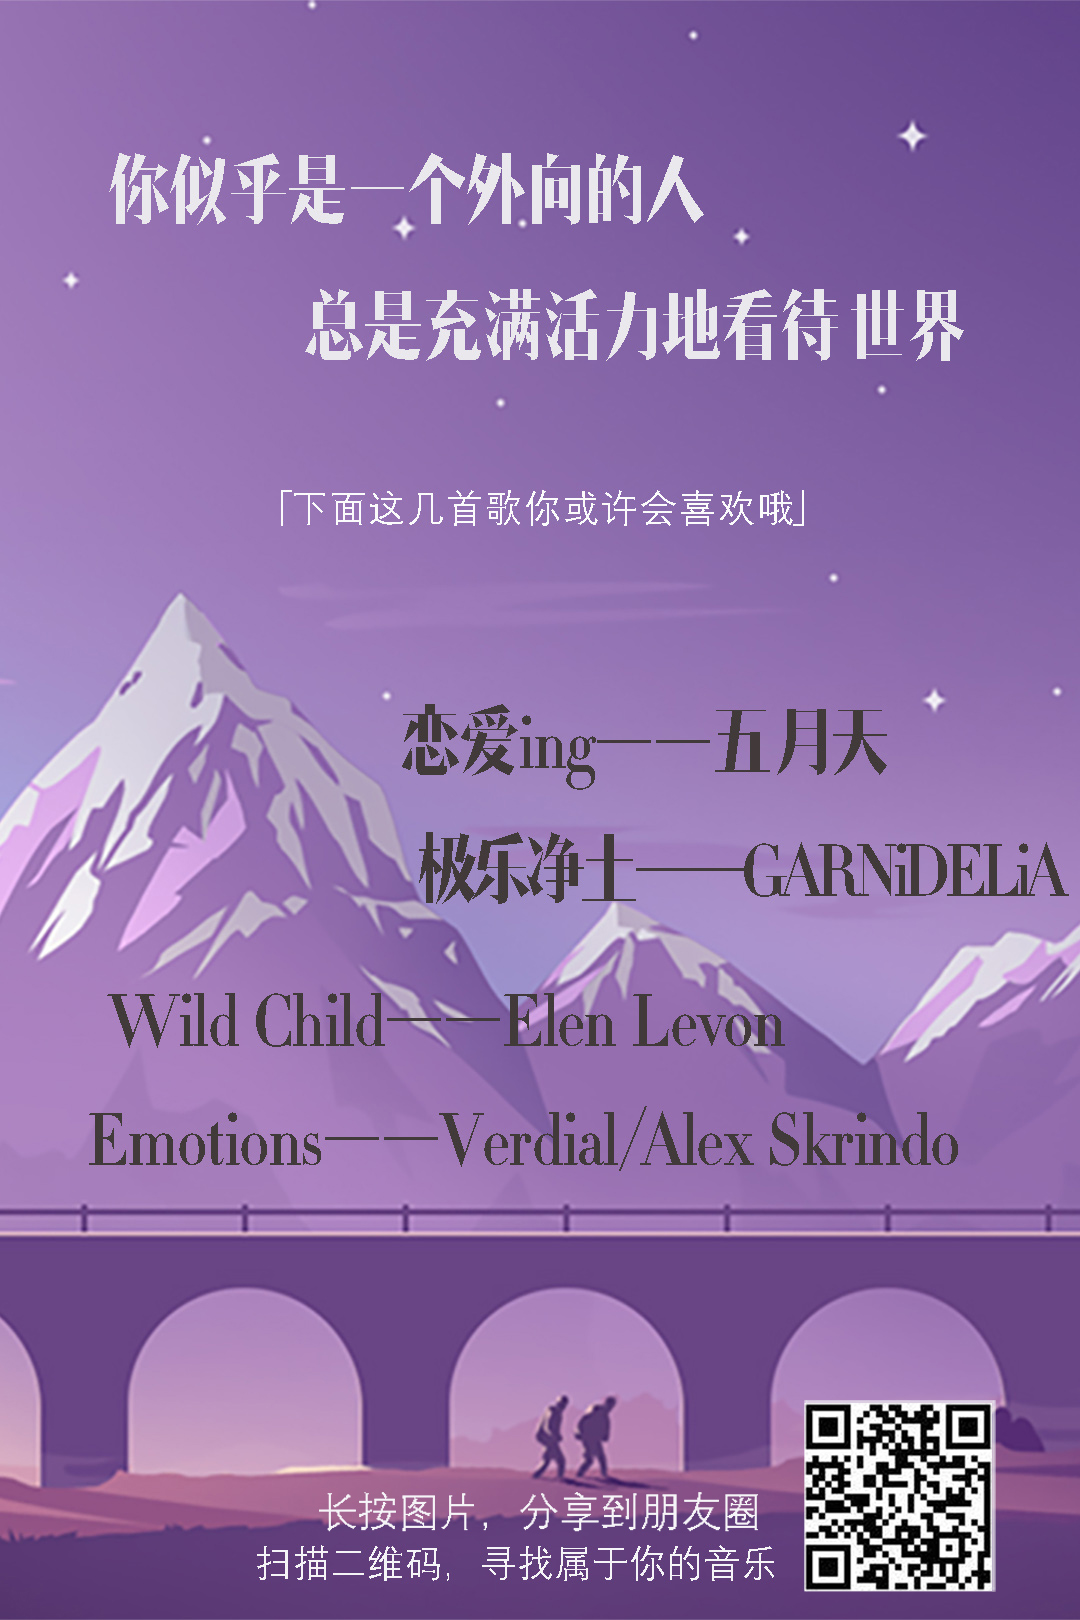 你似乎是一个外向的人
总是充满活力地看待世界
「下面这几首歌你或许会喜欢哦」
恋爱ing——五月天
极乐净土——GARNiDELiA
Wild Child——Elen Levon
Emotions——Verdial/Alex Skrindo
长按图片，分享到朋友圈
扫描二维码，寻找属于你的音乐